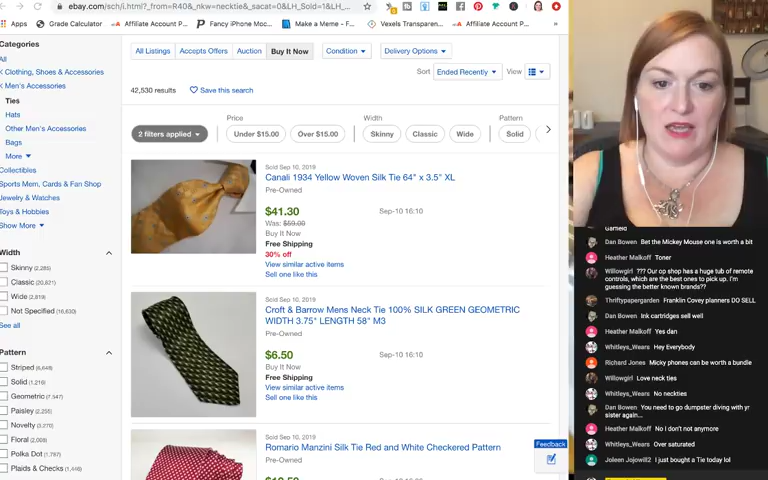 ebay.com/sch/i.html?_from=R40&_nkw=necktie&_sacat=0&LH_Sold=1&LH_...
Apps Grade Calculator Affiliate Account P... Fancy iPhone Moc... Make a Meme - F... Vexels Transparen... Affiliate Account P...
Categories
All
Clothing, Shoes & Accessories
Men's Accessories
Ties
Hats
Other Men's Accessories
Bags
More
Collectibles
Sports Mem, Cards & Fan Shop
Jewelry & Watches
Toys & Hobbies
Show More
Width
Skinny (2,285)
Classic (20,821)
Wide (2,819)
Not Specified (16,630)
See all
Pattern
Striped (6,648)
Solid (1,216)
Geometric (7,347)
Paisley (2,255)
Novelty (3,270)
Floral (2,008)
Polka Dot (1,787)
Plaids & Checks (1,446)
All Listings Accepts Offers Auction Buy It Now Condition Delivery Options
Sort Ended Recently View
42,530 results Save this search
2 filters applied
Price
Under $15.00 Over $15.00
Width
Skinny Classic Wide
Pattern
Solid
Sold Sep 10, 2019
Canali 1934 Yellow Woven Silk Tie 64" x 3.5" XL
Pre-Owned
$41.30 Sep-10 16:10
Was: $59.00
Buy It Now
Free Shipping
30% off
View similar active items
Sell one like this
Sold Sep 10, 2019
Croft & Barrow Mens Neck Tie 100% SILK GREEN GEOMETRIC
WIDTH 3.75" LENGTH 58" M3
Pre-Owned
$6.50 Sep-10 16:10
Buy It Now
Free Shipping
View similar active items
Sell one like this
Sold Sep 10, 2019
Romario Manzini Silk Tie Red and White Checkered Pattern
Pre-Owned
Feedback
Garfield
Dan Bowen Bet the Mickey Mouse one is worth a bit
Heather Malkoff Toner
Willowgirl ??? Our op shop has a huge tub of remote
controls, which are the best ones to pick up. I'm
guessing the better known brands??
Thriftypapergarden Franklin Covey planners DO SELL
Dan Bowen Ink cartridges sell well
Heather Malkoff Yes dan
Whitleys_Wears Hey Everybody
Richard Jones Micky phones can be worth a bundle
Willowgirl Love neck ties
Whitleys_Wears No neckties
Dan Bowen You need to go dumpster diving with yr
sister again...
Heather Malkoff No I don't not anymore
Whitleys_Wears Over saturated
Joleen Jojowill2 I just bought a Tie today lol